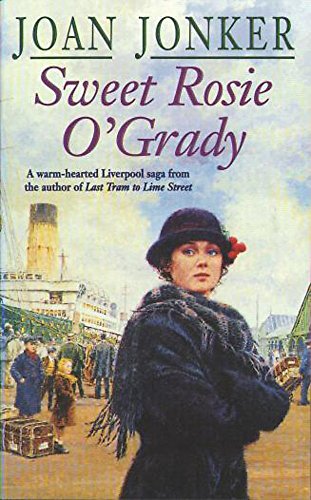 JOAN JONKER
Sweet Rosie
O'Grady
A warm-hearted Liverpool saga from
the author of Last Tram to Lime Street